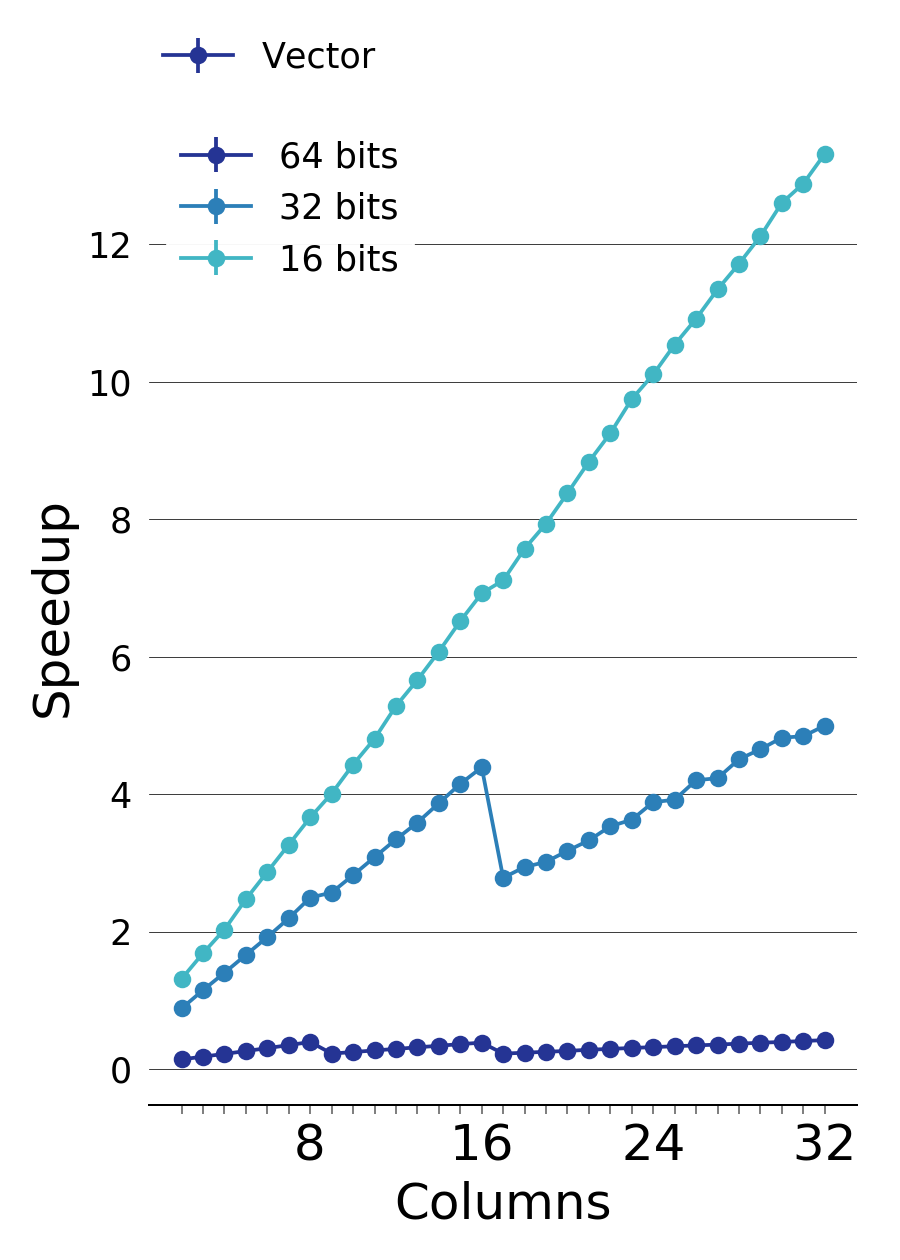 Vector
64 bits
32 bits
16 bits
12
10
8
6
4
2
0
Speedup
8 16 24 32
Columns